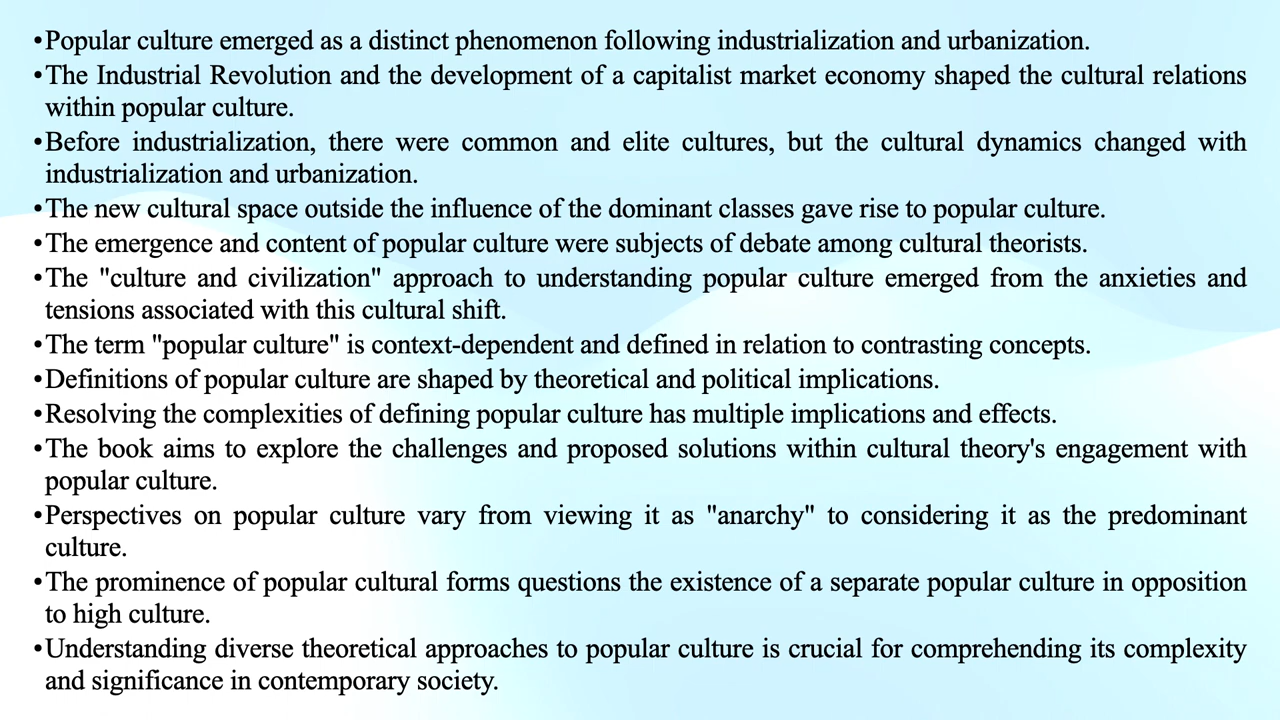 •Popular culture emerged as a distinct phenomenon following industrialization and urbanization.
•The Industrial Revolution and the development of a capitalist market economy shaped the cultural relations
within popular culture.
•Before industrialization, there were common and elite cultures, but the cultural dynamics changed with
industrialization and urbanization.
•The new cultural space outside the influence of the dominant classes gave rise to popular culture.
•The emergence and content of popular culture were subjects of debate among cultural theorists.
•The "culture and civilization" approach to understanding popular culture emerged from the anxieties and
tensions associated with this cultural shift.
•The term "popular culture" is context-dependent and defined in relation to contrasting concepts.
•Definitions of popular culture are shaped by theoretical and political implications.
•Resolving the complexities of defining popular culture has multiple implications and effects.
•The book aims to explore the challenges and proposed solutions within cultural theory's engagement with
popular culture.
•Perspectives on popular culture vary from viewing it as "anarchy" to considering it as the predominant
culture.
•The prominence of popular cultural forms questions the existence of a separate popular culture in opposition
to high culture.
•Understanding diverse theoretical approaches to popular culture is crucial for comprehending its complexity
and significance in contemporary society.